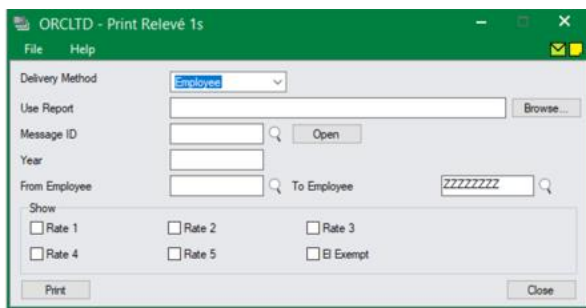 ORCLTD - Print Relevé 1s
File Help
Delivery Method Employee
Use Report Browse...
Message ID Open
Year
From Employee To Employee ZZZZZZZZ
Show
Rate 1 Rate 2 Rate 3
Rate 4 Rate 5 EI Exempt
Print Close